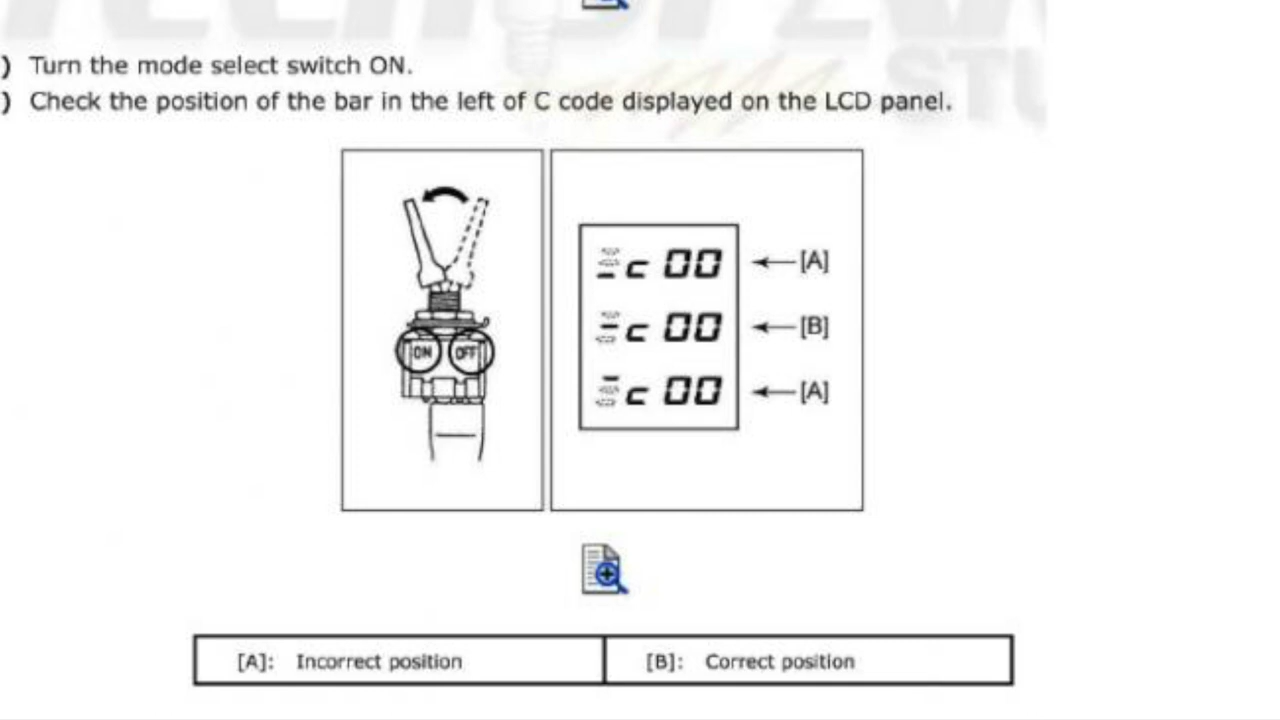 ) Turn the mode select switch ON.
) Check the position of the bar in the left of C code displayed on the LCD panel.
c 00 [A]
c 00 [B]
c 00 [A]
ON OFF
[A]: Incorrect position [B]: Correct position